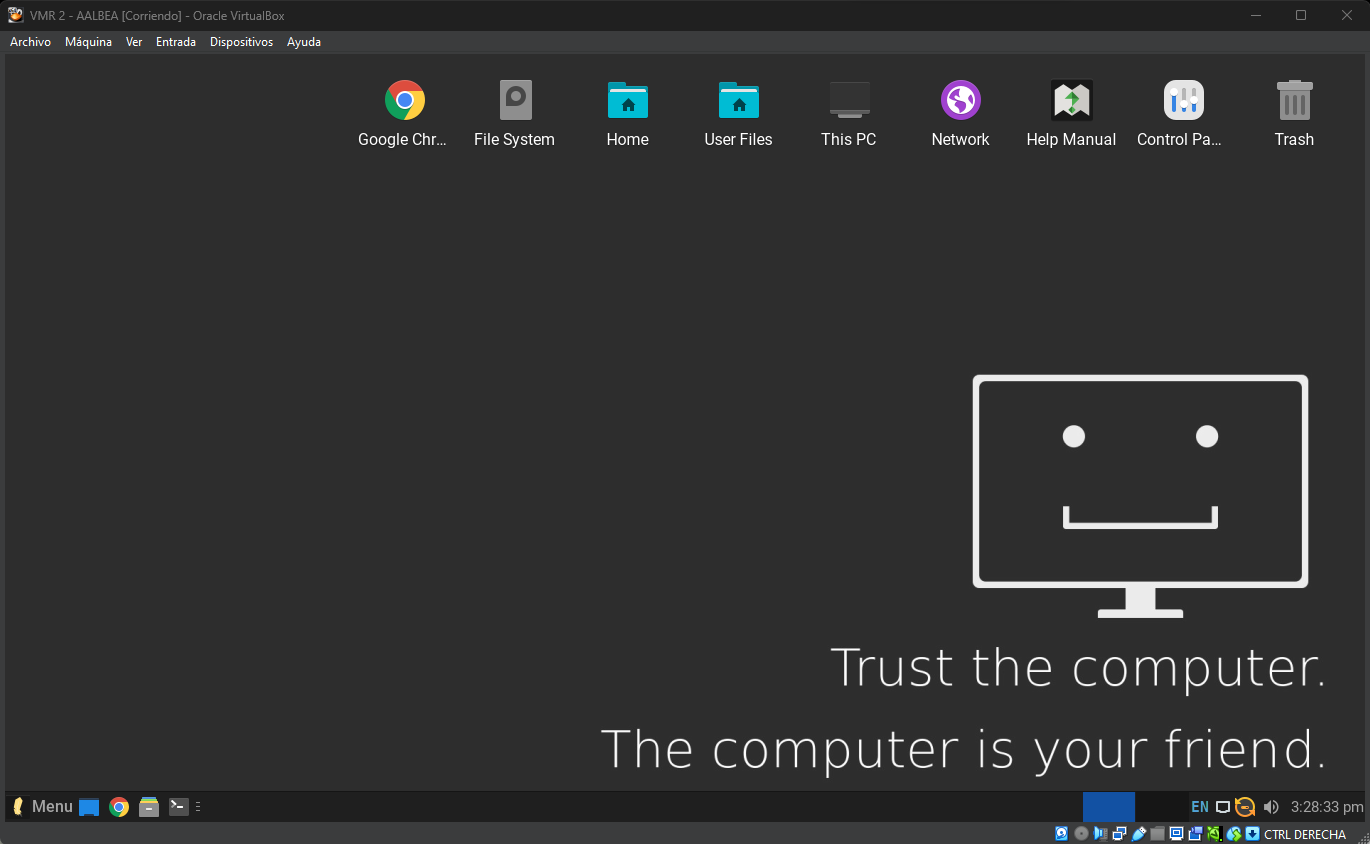 VMR 2 - AALBEA [Corriendo] - Oracle VirtualBox
Archivo Máquina Ver Entrada Dispositivos Ayuda
Google Chr... File System Home User Files This PC Network Help Manual Control Pa... Trash
Trust the computer.
The computer is your friend.
Menu EN 3:28:33 pm
CTRL DERECHA